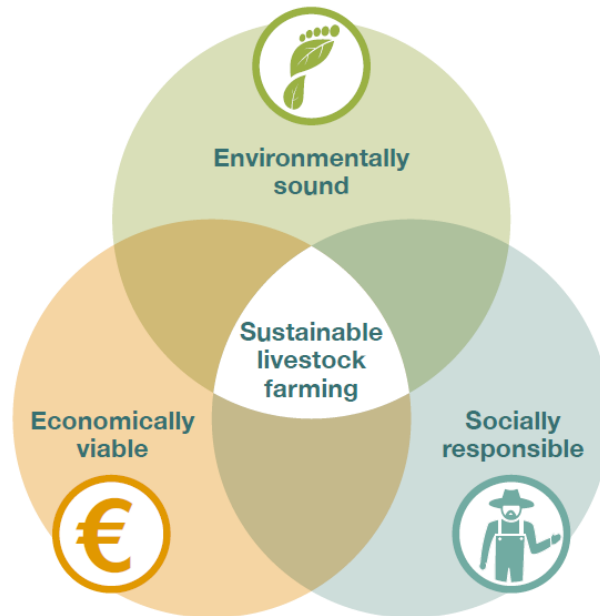 Environmentally
sound
Sustainable
livestock
farming
Economically
viable
Socially
responsible
€